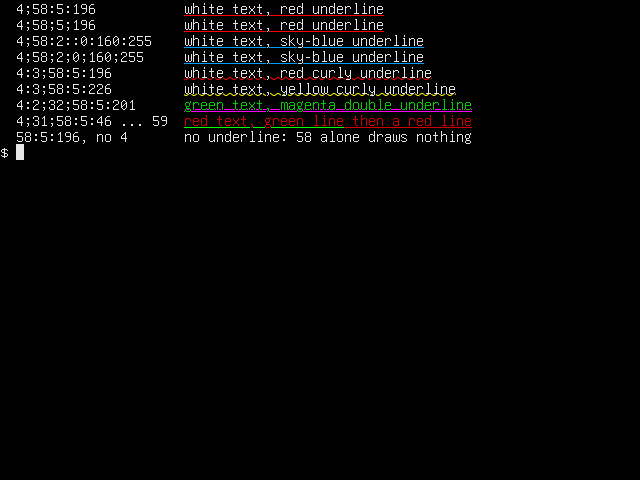 4;58:5:196 white text, red underline
4;58;5;196 white text, red underline
4;58:2::0:160:255 white text, sky-blue underline
4;58;2;0;160;255 white text, sky-blue underline
4:3;58:5:196 white text, red curly underline
4:3;58:5:226 white text, yellow curly underline
4:2;32;58:5:201 green text, magenta double underline
4;31;58:5:46 ... 59 red text, green line then a red line
58:5:196, no 4 no underline: 58 alone draws nothing
$